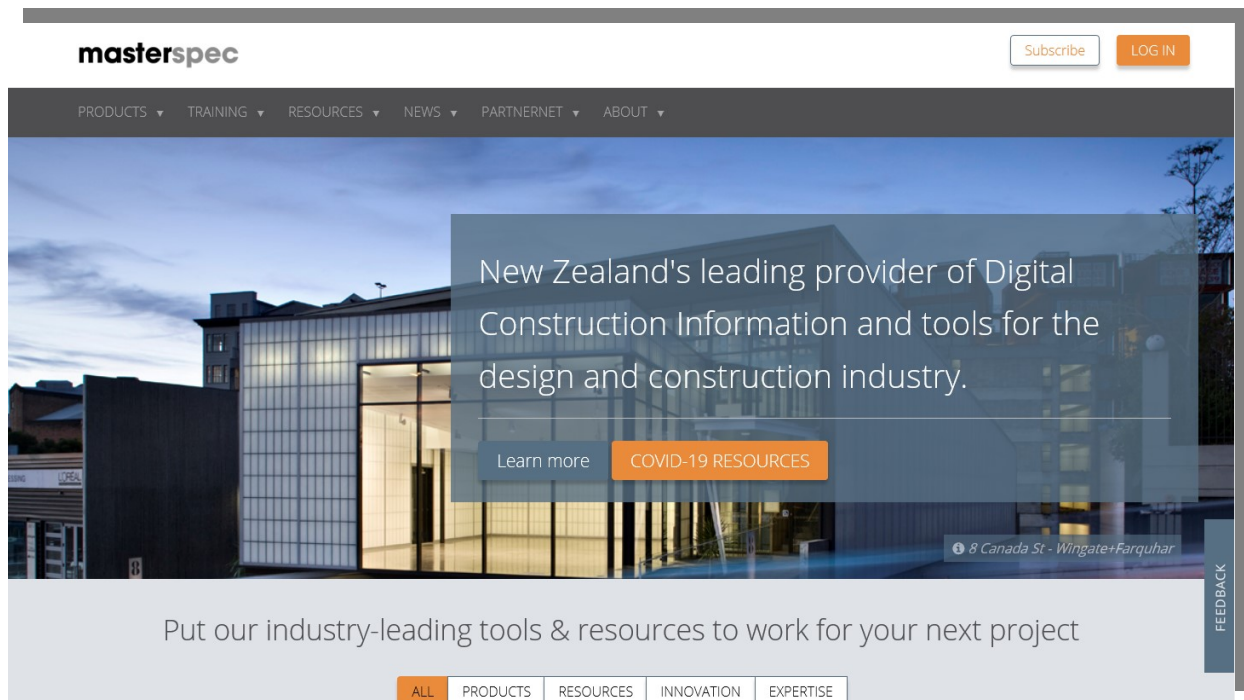 masterspec
Subscribe
LOG IN
PRODUCTS ▼ TRAINING ▼ RESOURCES ▼ NEWS ▼ PARTNERNET ▼ ABOUT ▼
New Zealand's leading provider of Digital
Construction Information and tools for the
design and construction industry.
Learn more
COVID-19 RESOURCES
L'ORÉAL
8
8 Canada St - Wingate+Farquhar
FEEDBACK
Put our industry-leading tools & resources to work for your next project
ALL PRODUCTS RESOURCES INNOVATION EXPERTISE